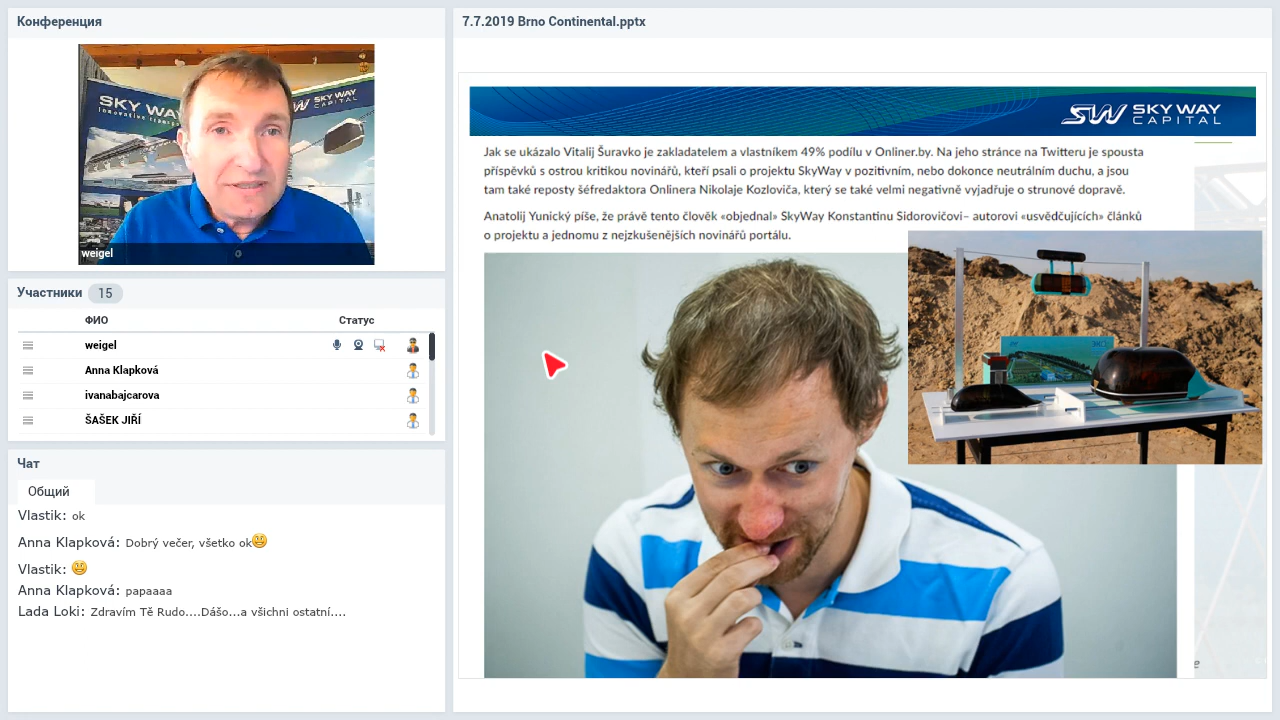 Конференция
SKY WAY
SKY WAY
CAPITAL
weigel
Участники 15
ФИО Статус
weigel
Anna Klapková
ivanabajcarova
ŠAŠEK JIŘÍ
Чат
Общий
Vlastik: ok
Anna Klapková: Dobrý večer, všetko ok
Vlastik:
Anna Klapková: papaaaa
Lada Loki: Zdravím Tě Rudo....Dášo...a všichni ostatní....
7.7.2019 Brno Continental.pptx
SW SKY WAY
CAPITAL
Jak se ukázalo Vitalij Šuravko je zakladatelem a vlastníkem 49% podílu v Onliner.by. Na jeho stránce na Twitteru je spousta
příspěvků s ostrou kritikou novinářů, kteří psali o projektu SkyWay v pozitivním, nebo dokonce neutrálním duchu, a jsou
tam také reposty šéfredaktora Onlinera Nikolaje Kozloviča, který se také velmi negativně vyjadřuje o strunové dopravě.
Anatolij Yunický píše, že právě tento člověk «objednal» SkyWay Konstantinu Sidorovičovi– autorovi «usvědčujících» článků
o projektu a jednomu z nejzkušenějších novinářů portálu.